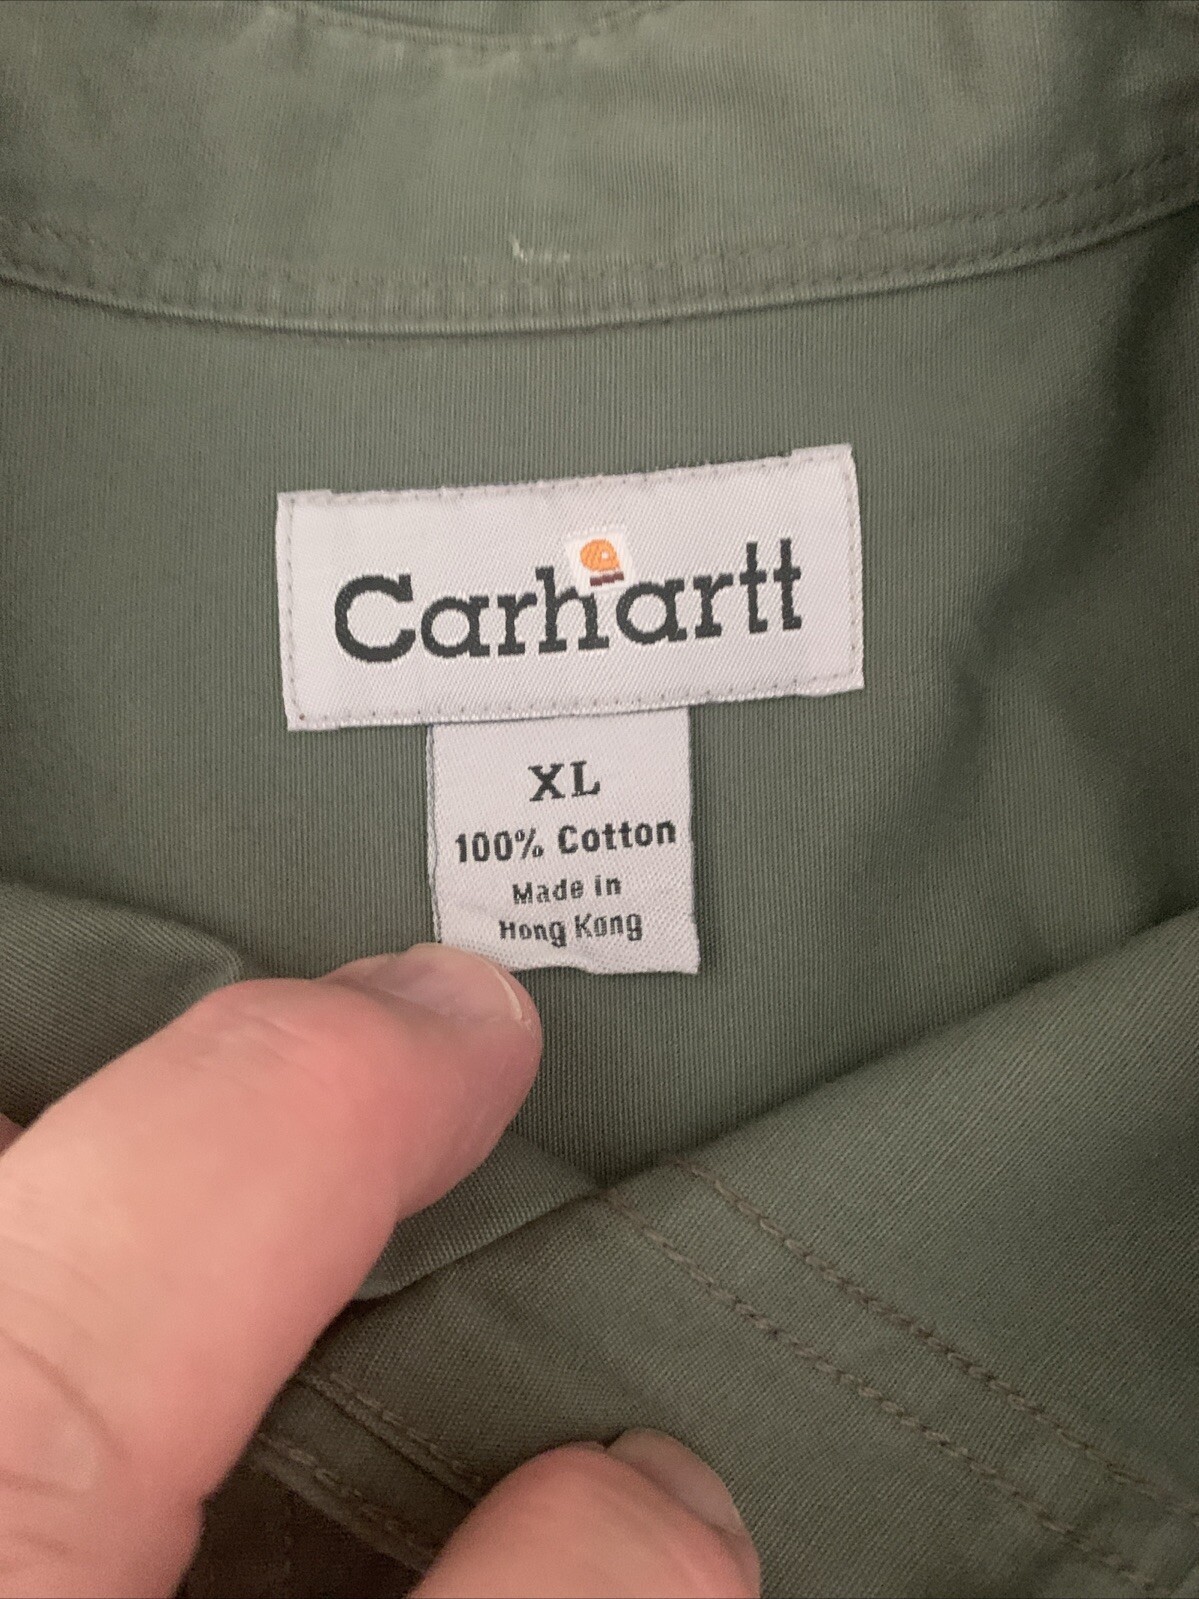 Carhartt
XL
100% Cotton
Made in
Hong Kong